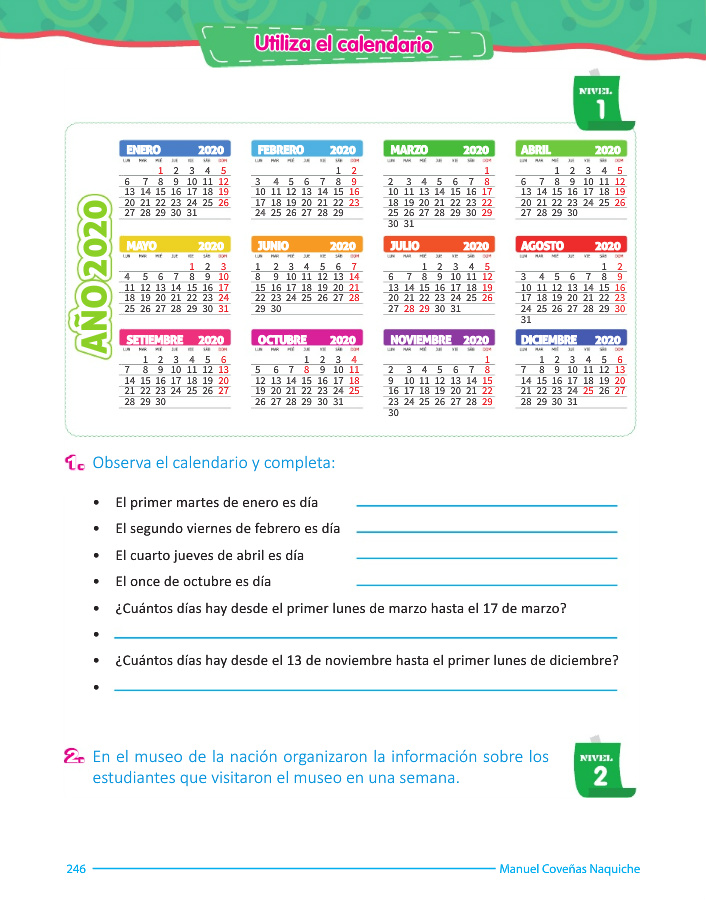 Utiliza el calendario
NIVEL
1
AÑO 2020
ENERO 2020
LUN MAR MIÉ JUE VIE SÁB DOM
1 2 3 4 5
6 7 8 9 10 11 12
13 14 15 16 17 18 19
20 21 22 23 24 25 26
27 28 29 30 31
FEBRERO 2020
LUN MAR MIÉ JUE VIE SÁB DOM
1 2
3 4 5 6 7 8 9
10 11 12 13 14 15 16
17 18 19 20 21 22 23
24 25 26 27 28 29
MARZO 2020
LUN MAR MIÉ JUE VIE SÁB DOM
1
2 3 4 5 6 7 8
10 11
18 19 20 21
25 26 27 28 29 30 29
30 31
ABRIL 2020
LUN MAR MIÉ JUE VIE SÁB DOM
1 2 3 4 5
6 7 8 9 10 11 12
13 14 15 16 17 18 19
20 21 22 23 24 25 26
27 28 29 30
MAYO 2020
LUN MAR MIÉ JUE VIE SÁB DOM
1 2 3
4 5 6 7 8 9 10
11 12 13 14 15 16 17
18 19 20 21 22 23 24
25 26 27 28 29 30 31
JUNIO 2020
LUN MAR MIÉ JUE VIE SÁB DOM
1 2 3 4 5 6 7
8 9 10 11 12 13 14
15 16 17 18 19 20 21
22 23 24 25 26 27 28
29 30
JULIO 2020
LUN MAR MIÉ JUE VIE SÁB DOM
1 2 3 4 5
6 7 8 9 10 11 12
13 14 15 16 17 18 19
20 21 22 23 24 25 26
27 28 29 30 31
AGOSTO 2020
LUN MAR MIÉ JUE VIE SÁB DOM
1 2
3 4 5 6 7 8 9
10 11 12 13 14 15 16
17 18 19 20 21 22 23
24 25 26 27 28 29 30
31
SETIEMBRE 2020
LUN MAR MIÉ JUE VIE SÁB DOM
1 2 3 4 5 6
7 8 9 10 11 12 13
14 15 16 17 18 19 20
21 22 23 24 25 26 27
28 29 30
OCTUBRE 2020
LUN MAR MIÉ JUE VIE SÁB DOM
1 2 3 4
5 6 7 8 9 10 11
12 13 14 15 16 17 18
19 20 21 22 23 24 25
26 27 28 29 30 31
NOVIEMBRE 2020
LUN MAR MIÉ JUE VIE SÁB DOM
1
2 3 4 5 6 7 8
9 10 11 12 13 14 15
16 17 18 19 20 21 22
23 24 25 26 27 28 29
30
DICIEMBRE 2020
LUN MAR MIÉ JUE VIE SÁB DOM
1 2 3 4 5 6
7 8 9 10 11 12 13
14 15 16 17 18 19 20
21 22 23 24 25 26 27
28 29 30 31
1. Observa el calendario y completa:
• El primer martes de enero es día
• El segundo viernes de febrero es día
• El cuarto jueves de abril es día
• El once de octubre es día
• ¿Cuántos días hay desde el primer lunes de marzo hasta el 17 de marzo?
•
• ¿Cuántos días hay desde el 13 de noviembre hasta el primer lunes de diciembre?
•
2. En el museo de la nación organizaron la información sobre los
estudiantes que visitaron el museo en una semana.
NIVEL
2
246
Manuel Coveñas Naquiche